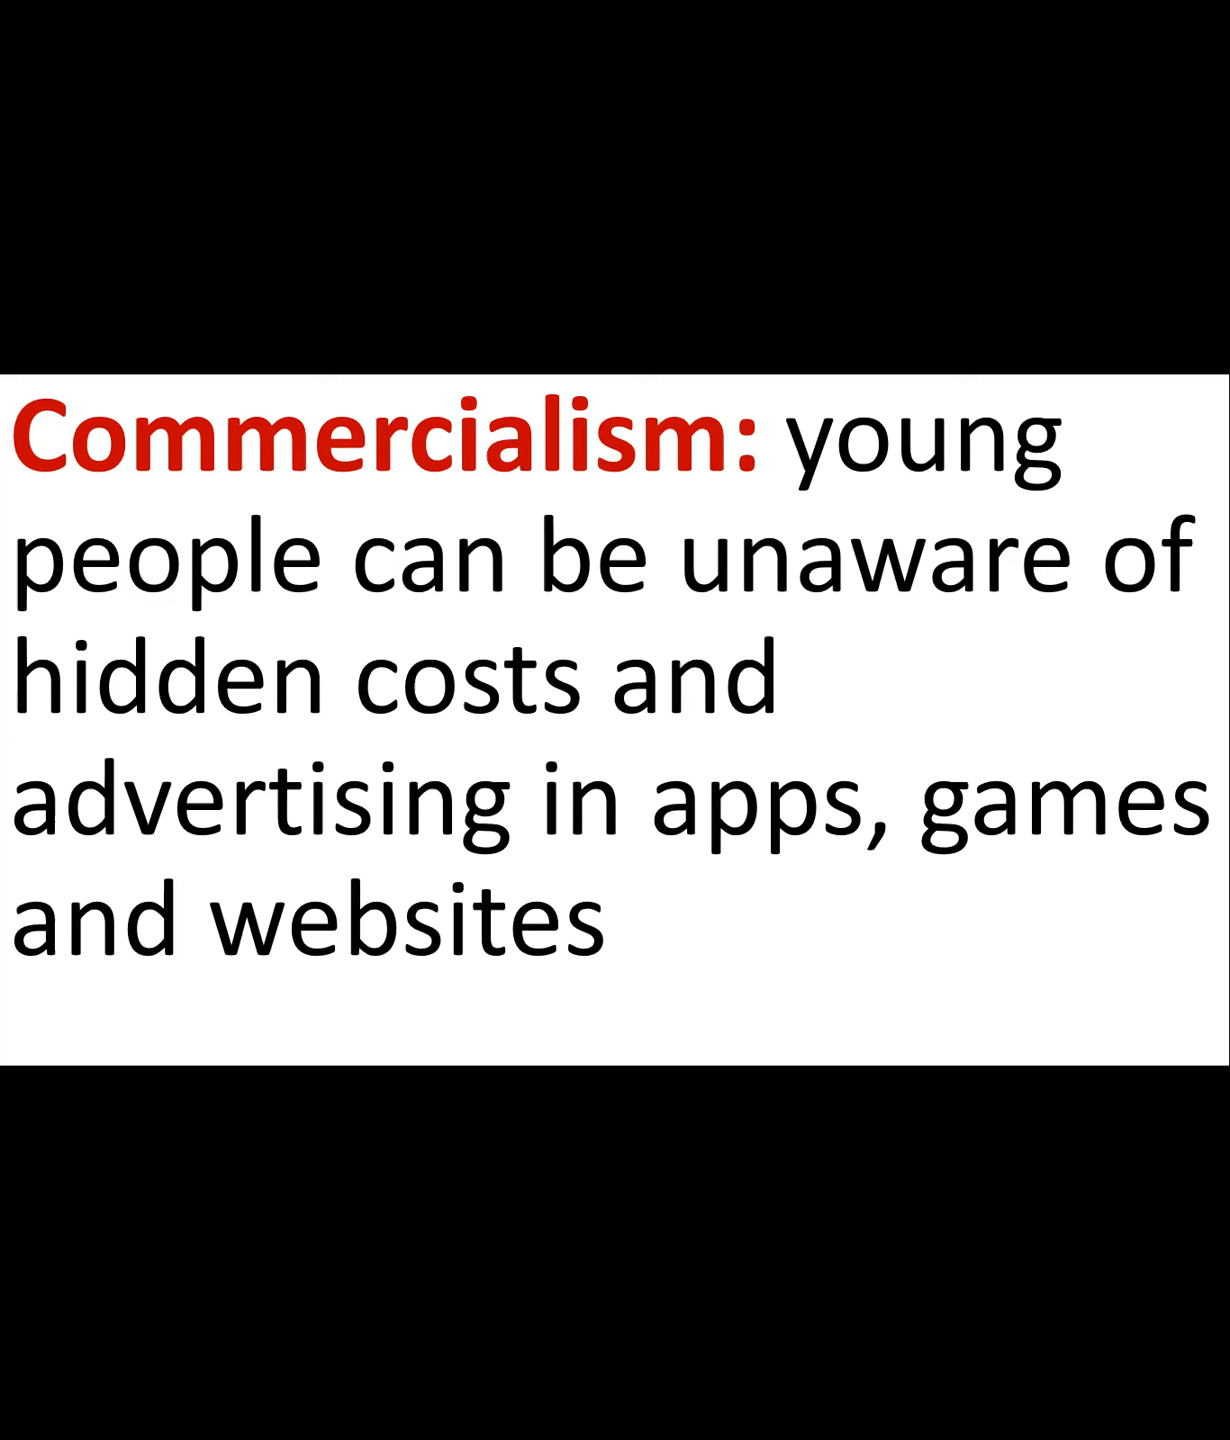 Commercialism: young
people can be unaware of
hidden costs and
advertising in apps, games
and websites